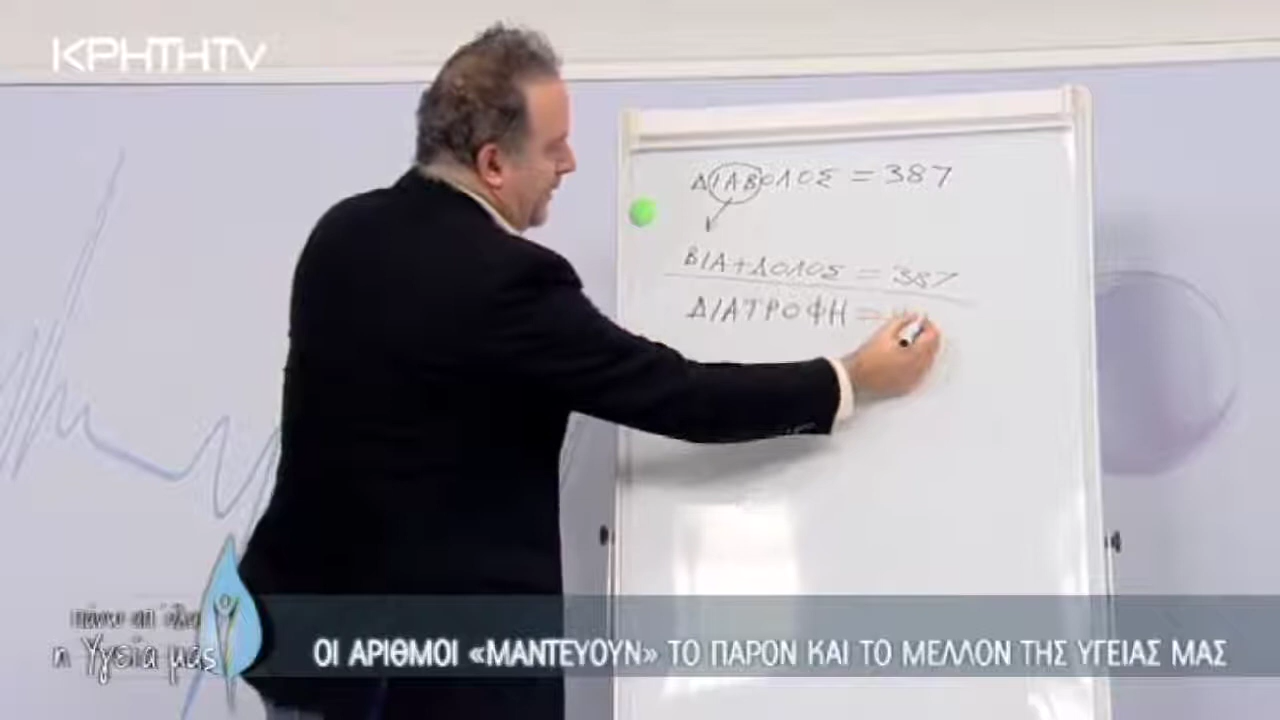 ΚΡΗΤΗTV
ΔΙΑΒΟΛΟΣ = 387
ΒΙΑ+ΔΟΛΟΣ = 387
ΔΙΑΤΡΟΦΗ =
πάνω απ' όλα
η Υγεία μας
ΟΙ ΑΡΙΘΜΟΙ «ΜΑΝΤΕΥΟΥΝ» ΤΟ ΠΑΡΟΝ ΚΑΙ ΤΟ ΜΕΛΛΟΝ ΤΗΣ ΥΓΕΙΑΣ ΜΑΣ